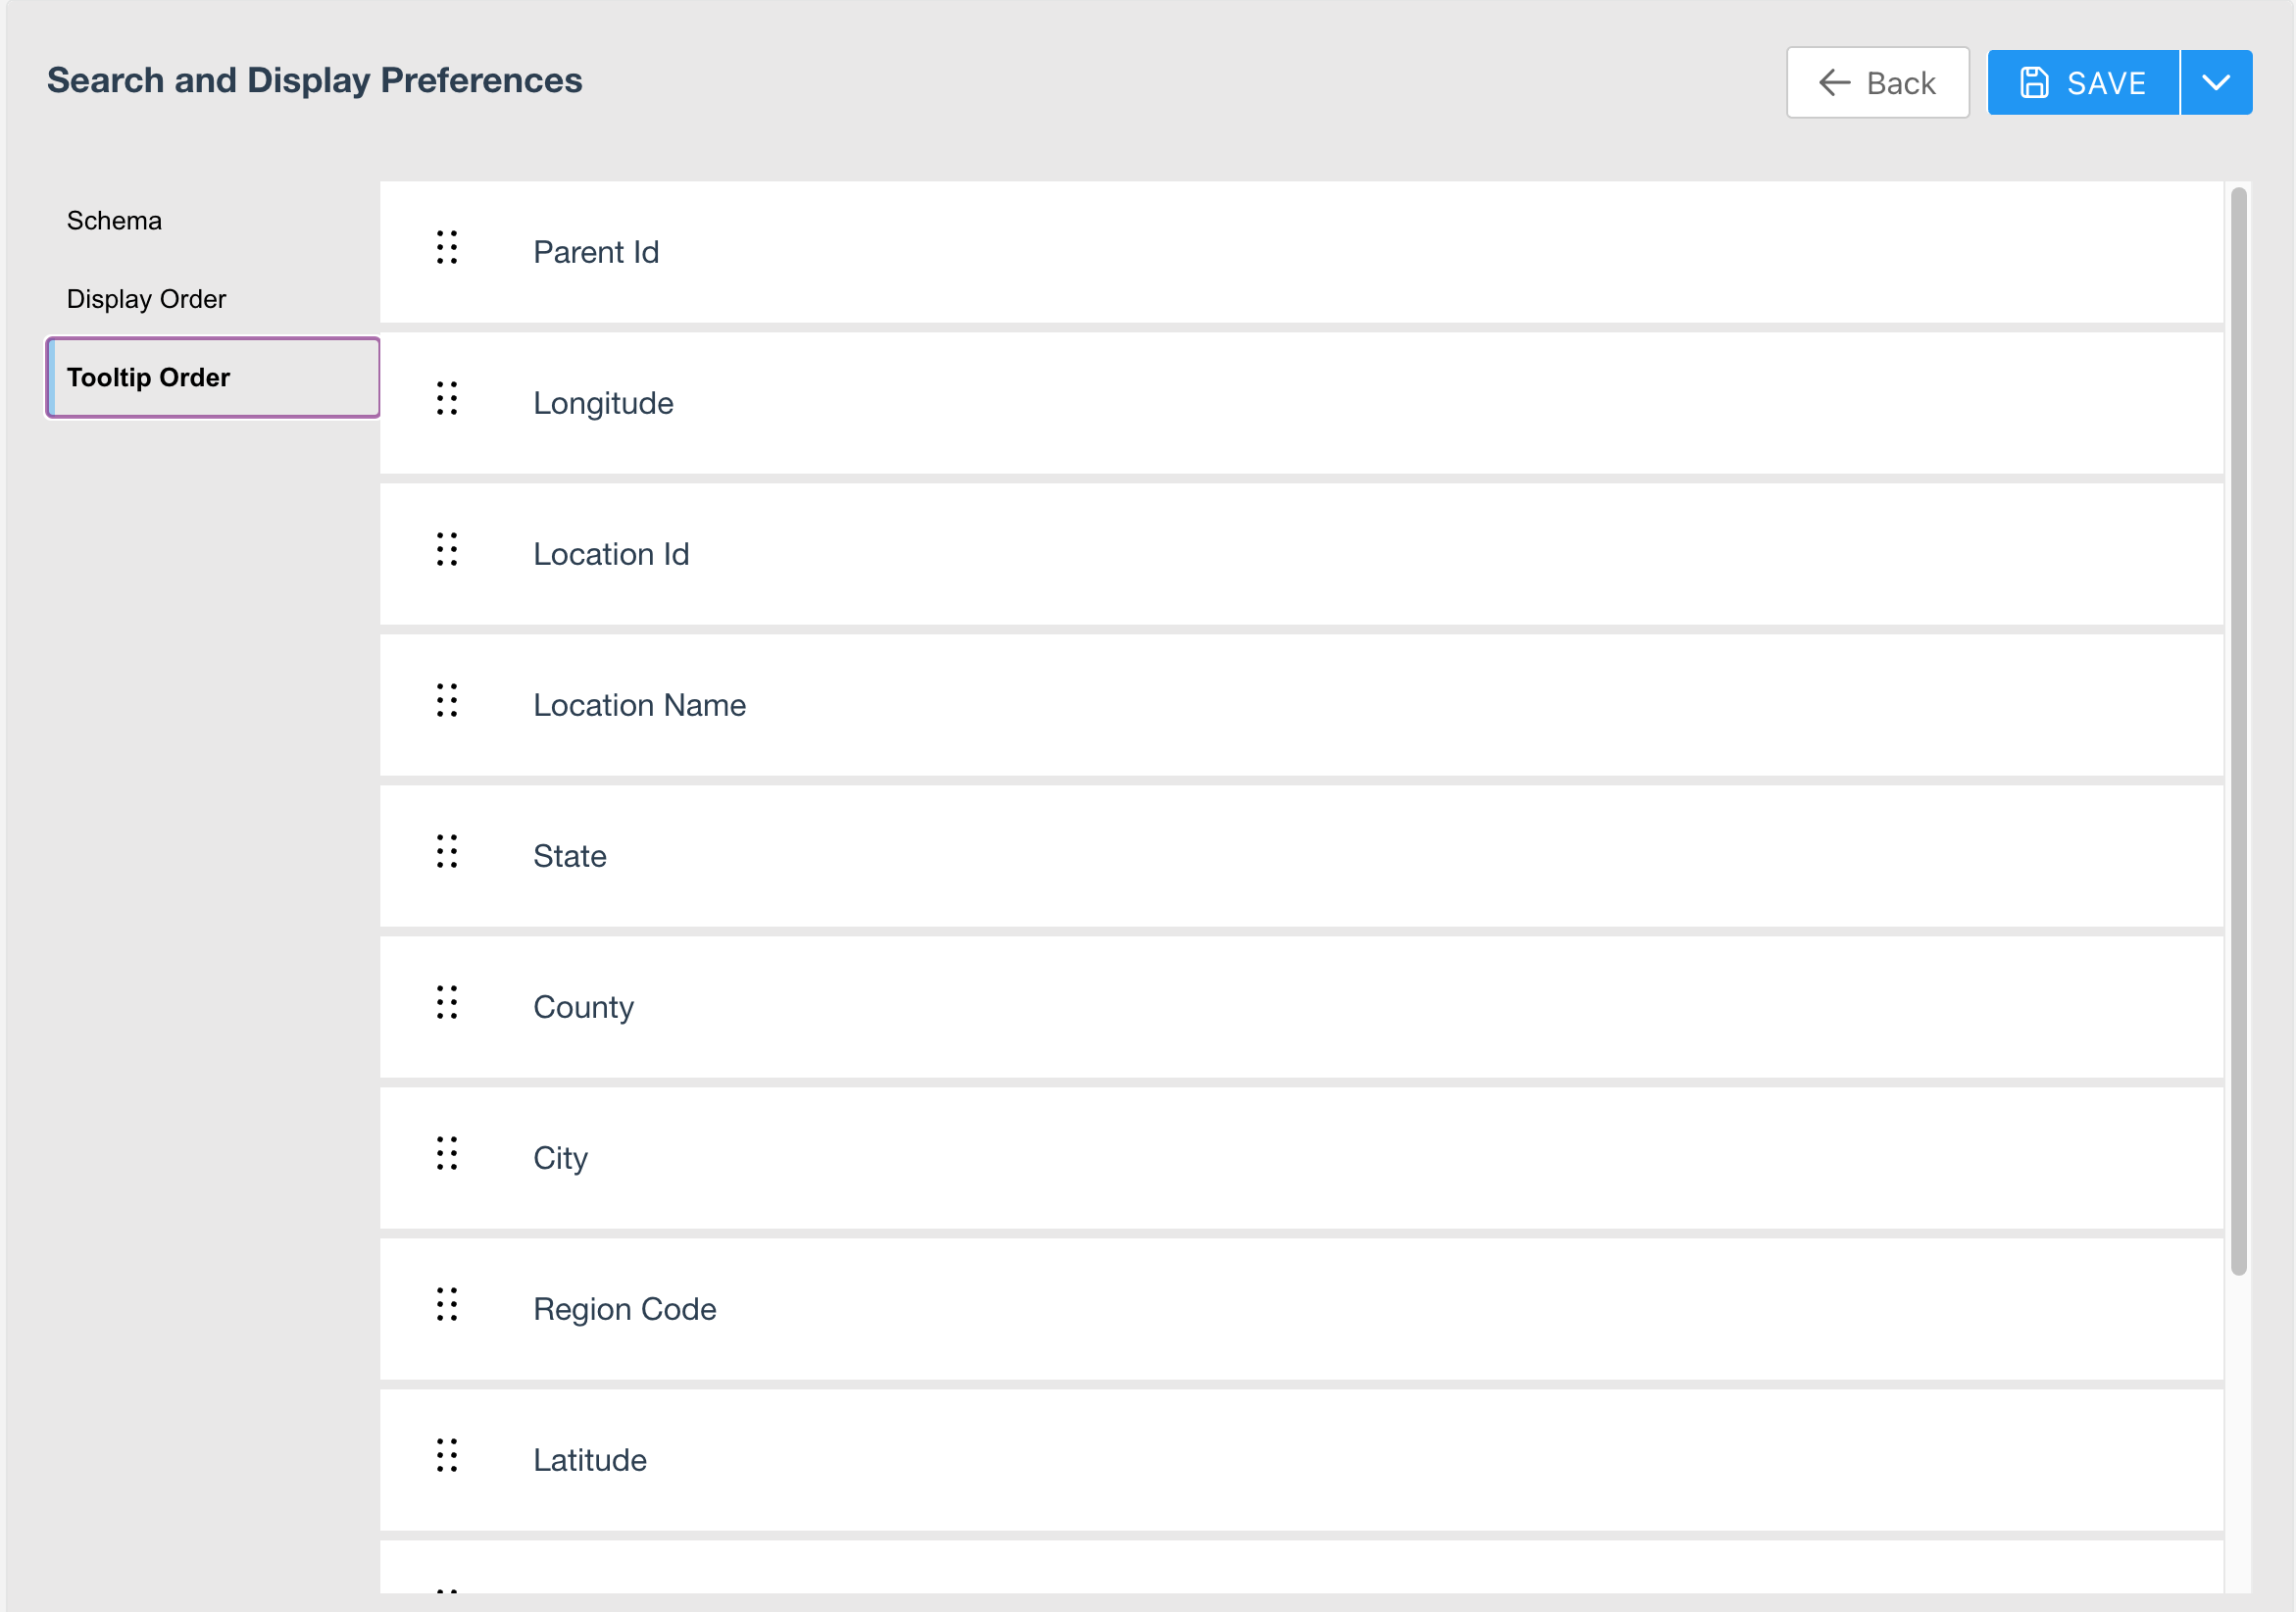 Search and Display Preferences
Back
SAVE
Schema
Display Order
Tooltip Order
Parent Id
Longitude
Location Id
Location Name
State
County
City
Region Code
Latitude